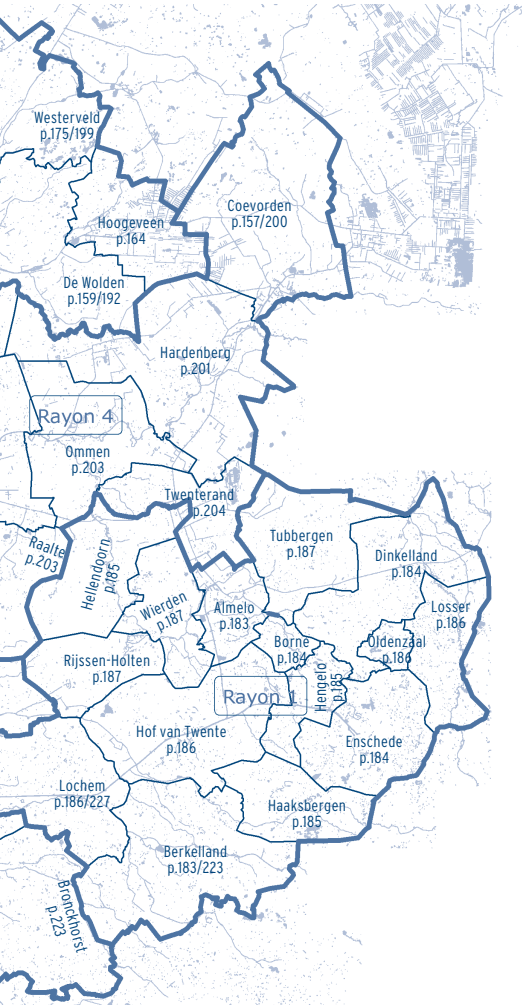 Westerveld
p.175/199
Coevorden
p.157/200
Hoogeveen
p.164
De Wolden
p.159/192
Hardenberg
p.201
Rayon 4
Ommen
p.203
Twenterand
p.204
Raalte
p.203
Hellendoorn
p.185
Tubbergen
p.187
Dinkelland
p.184
Wierden
p.187
Almelo
p.183
Losser
p.186
Borne
p.184
Oldenzaal
p.186
Rijssen-Holten
p.187
Hengelo
p.185
Rayon 1
Hof van Twente
p.186
Enschede
p.184
Lochem
p.186/227
Haaksbergen
p.185
Berkelland
p.183/223
Bronckhorst
p.223